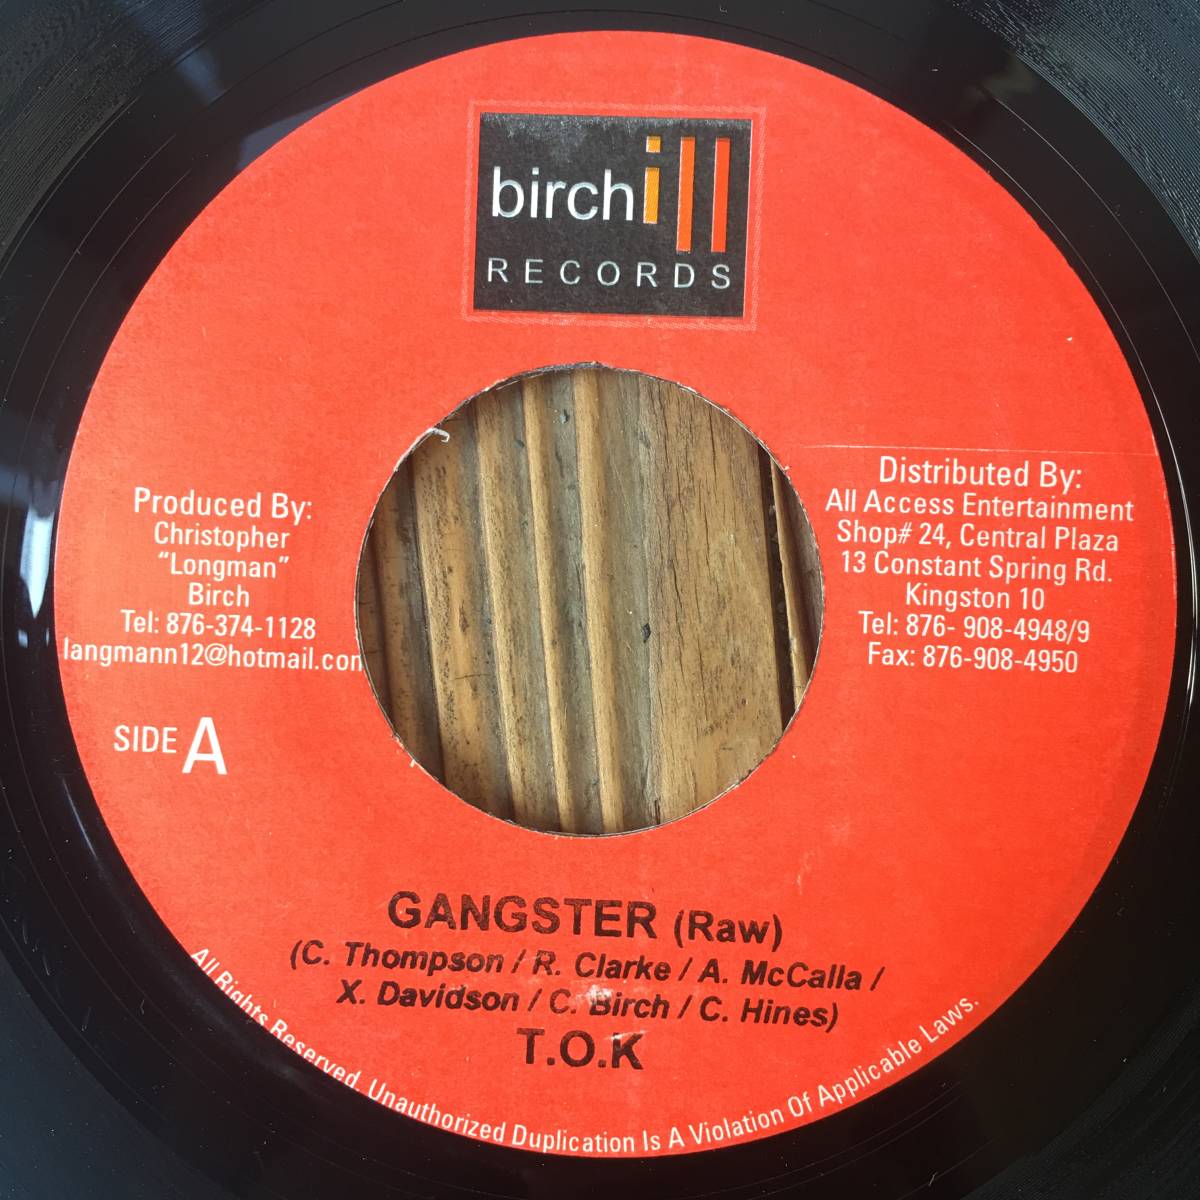 birchill
RECORDS
Produced By:
Christopher
"Longman"
Birch
Tel: 876-374-1128
langmann12@hotmail.com
SIDE A
Distributed By:
All Access Entertainment
Shop# 24, Central Plaza
13 Constant Spring Rd.
Kingston 10
Tel: 876- 908-4948/9
Fax: 876-908-4950
GANGSTER (Raw)
(C. Thompson / R. Clarke / A. McCalla /
X. Davidson / C. Birch / C. Hines)
T.O.K
All Rights Reserved. Unauthorized Duplication Is A Violation Of Applicable Laws.